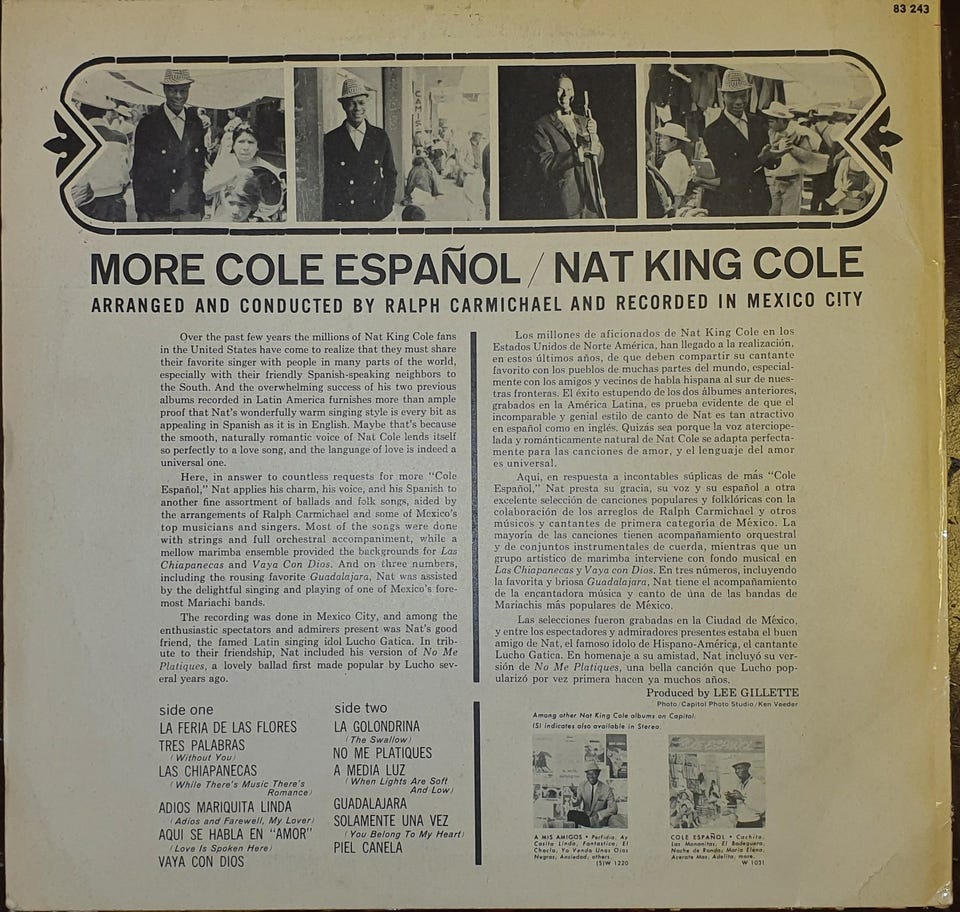 83 243
CAMIS
MORE COLE ESPAÑOL / NAT KING COLE
ARRANGED AND CONDUCTED BY RALPH CARMICHAEL AND RECORDED IN MEXICO CITY
Over the past few years the millions of Nat King Cole fans
in the United States have come to realize that they must share
their favorite singer with people in many parts of the world,
especially with their friendly Spanish-speaking neighbors to
the South. And the overwhelming success of his two previous
albums recorded in Latin America furnishes more than ample
proof that Nat's wonderfully warm singing style is every bit as
appealing in Spanish as it is in English. Maybe that's because
the smooth, naturally romantic voice of Nat Cole lends itself
so perfectly to a love song, and the language of love is indeed a
universal one.
Here, in answer to countless requests for more "Cole
Español," Nat applies his charm, his voice, and his Spanish to
another fine assortment of ballads and folk songs, aided by
the arrangements of Ralph Carmichael and some of Mexico's
top musicians and singers. Most of the songs were done
with strings and full orchestral accompaniment, while a
mellow marimba ensemble provided the backgrounds for Las
Chiapanecas and Vaya Con Dios. And on three numbers,
including the rousing favorite Guadalajara, Nat was assisted
by the delightful singing and playing of one of Mexico's fore-
most Mariachi bands.
The recording was done in Mexico City, and among the
enthusiastic spectators and admirers present was Nat's good
friend, the famed Latin singing idol Lucho Gatica. In trib-
ute to their friendship, Nat included his version of No Me
Platiques, a lovely ballad first made popular by Lucho sev-
eral years ago.
Los millones de aficionados de Nat King Cole en los
Estados Unidos de Norte América, han llegado a la realización,
en estos últimos años, de que deben compartir su cantante
favorito con los pueblos de muchas partes del mundo, especial-
mente con los amigos y vecinos de habla hispana al sur de nues-
tras fronteras. El éxito estupendo de los dos álbumes anteriores,
grabados en la América Latina, es prueba evidente de que el
incomparable y genial estilo de canto de Nat es tan atractivo
en español como en inglés. Quizás sea porque la voz aterciope-
lada y románticamente natural de Nat Cole se adapta perfecta-
mente para las canciones de amor, y el lenguaje del amor
es universal.
Aquí, en respuesta a incontables súplicas de más "Cole
Español," Nat presta su gracia, su voz y su español a otra
excelente selección de canciones populares y folklóricas con la
colaboración de los arreglos de Ralph Carmichael y otros
músicos y cantantes de primera categoría de México. La
mayoría de las canciones tienen acompañamiento orquestral
y de conjuntos instrumentales de cuerda, mientras que un
grupo artístico de marimba interviene con fondo musical en
Las Chiapanecas y Vaya con Dios. En tres números, incluyendo
la favorita y briosa Guadalajara, Nat tiene el acompañamiento
de la encantadora música y canto de úna de las bandas de
Mariachis más populares de México.
Las selecciones fueron grabadas en la Ciudad de México,
y entre los espectadores y admiradores presentes estaba el buen
amigo de Nat, el famoso ídolo de Hispano-América, el cantante
Lucho Gatica. En homenaje a su amistad, Nat incluyó su ver-
sión de No Me Platiques, una bella canción que Lucho pop-
ularizó por vez primera hacen ya muchos años.
Produced by LEE GILLETTE
Photo/Capitol Photo Studio/Ken Veeder
side one
LA FERIA DE LAS FLORES
TRES PALABRAS
(Without You)
LAS CHIAPANECAS
(While There's Music There's
Romance)
ADIOS MARIQUITA LINDA
(Adios and Farewell, My Lover)
AQUI SE HABLA EN "AMOR"
(Love Is Spoken Here)
VAYA CON DIOS
side two
LA GOLONDRINA
(The Swallow)
NO ME PLATIQUES
A MEDIA LUZ
(When Lights Are Soft
And Low)
GUADALAJARA
SOLAMENTE UNA VEZ
(You Belong To My Heart)
PIEL CANELA
Among other Nat King Cole albums on Capitol:
(S) indicates also available in Stereo.
A MIS AMIGOS • Perfidia, Ay
Cosita Linda, Fantastico, El
Choclo, Yo Vendo Unos Ojos
Negros, Ansiedad; others.
(S)W 1220
COLE ESPAÑOL
COLE ESPAÑOL • Cachito,
Las Mananitas, El Bodeguero,
Noche de Ronda, Maria Elena,
Acercate Mas, Adelita, more.
W 1031